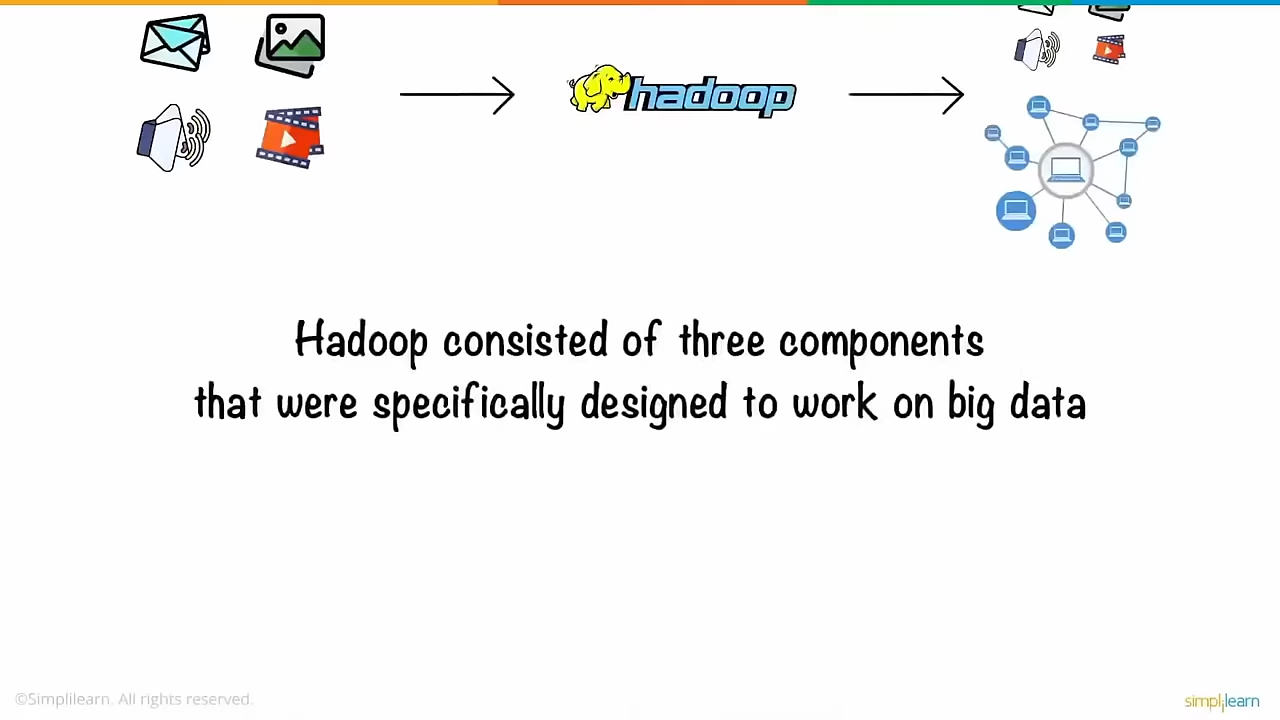 hadoop
Hadoop consisted of three components
that were specifically designed to work on big data
©Simplilearn. All rights reserved.
simplilearn